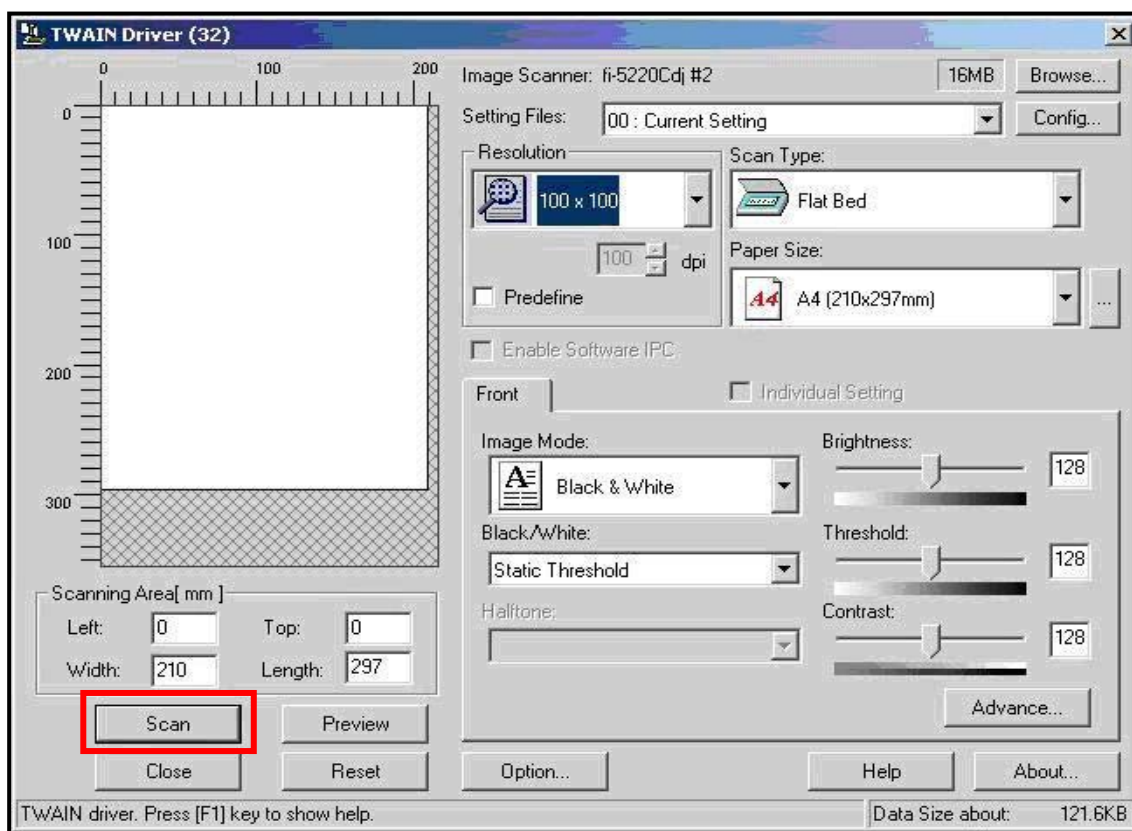 TWAIN Driver (32)
0 100 200
0
100
200
300
Image Scanner: fi-5220Cdj #2 16MB Browse...
Setting Files: 00 : Current Setting Config...
Resolution
100 x 100
100 dpi
Predefine
Scan Type:
Flat Bed
Paper Size:
A4 A4 (210x297mm) ...
Enable Software IPC
Front Individual Setting
Image Mode:
A Black & White
Black/White:
Static Threshold
Halftone:
Brightness:
128
Threshold:
128
Contrast:
128
Advance...
Scanning Area[ mm ]
Left: 0 Top: 0
Width: 210 Length: 297
Scan Preview
Close Reset Option... Help About...
TWAIN driver. Press [F1] key to show help. Data Size about: 121.6KB